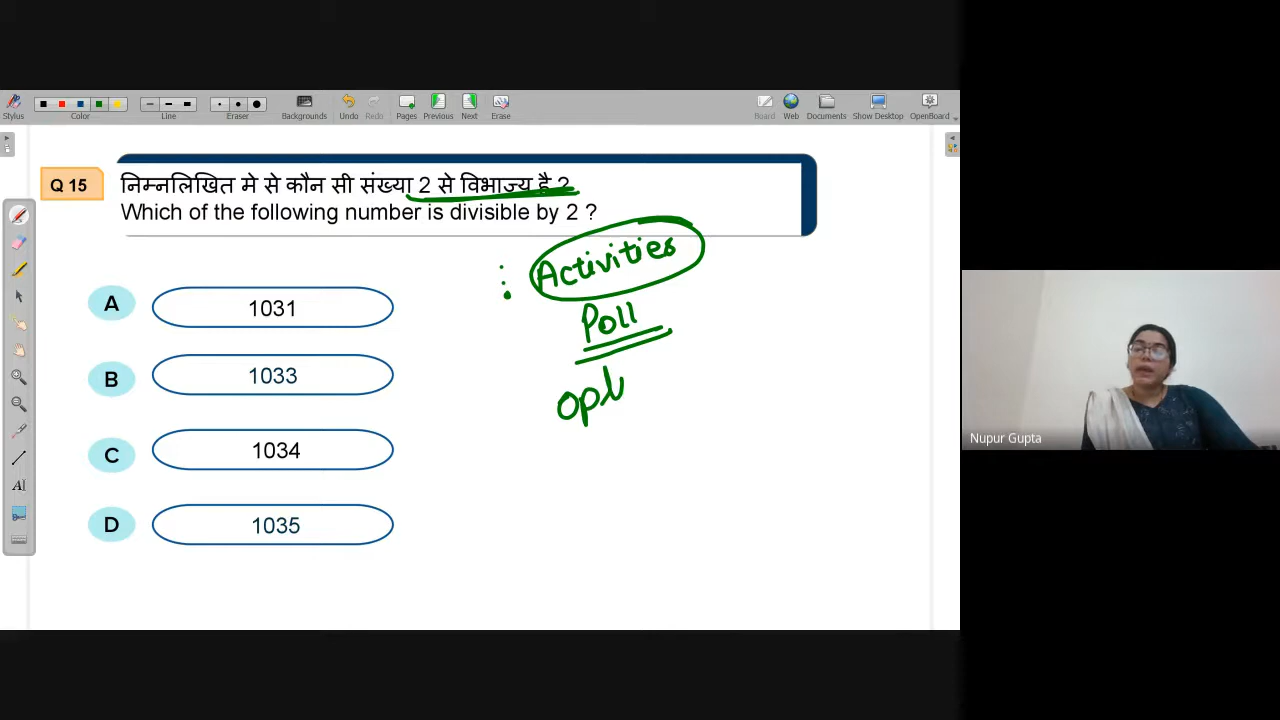 Stylus
Color
Line
Eraser
Backgrounds
Undo
Redo
Pages
Previous
Next
Erase
Board
Web
Documents
Show Desktop
OpenBoard
Q 15
निम्नलिखित मे से कौन सी संख्या 2 से विभाज्य है ?
Which of the following number is divisible by 2 ?
: Activities
Poll
A 1031
B 1033
C 1034
D 1035
Nupur Gupta